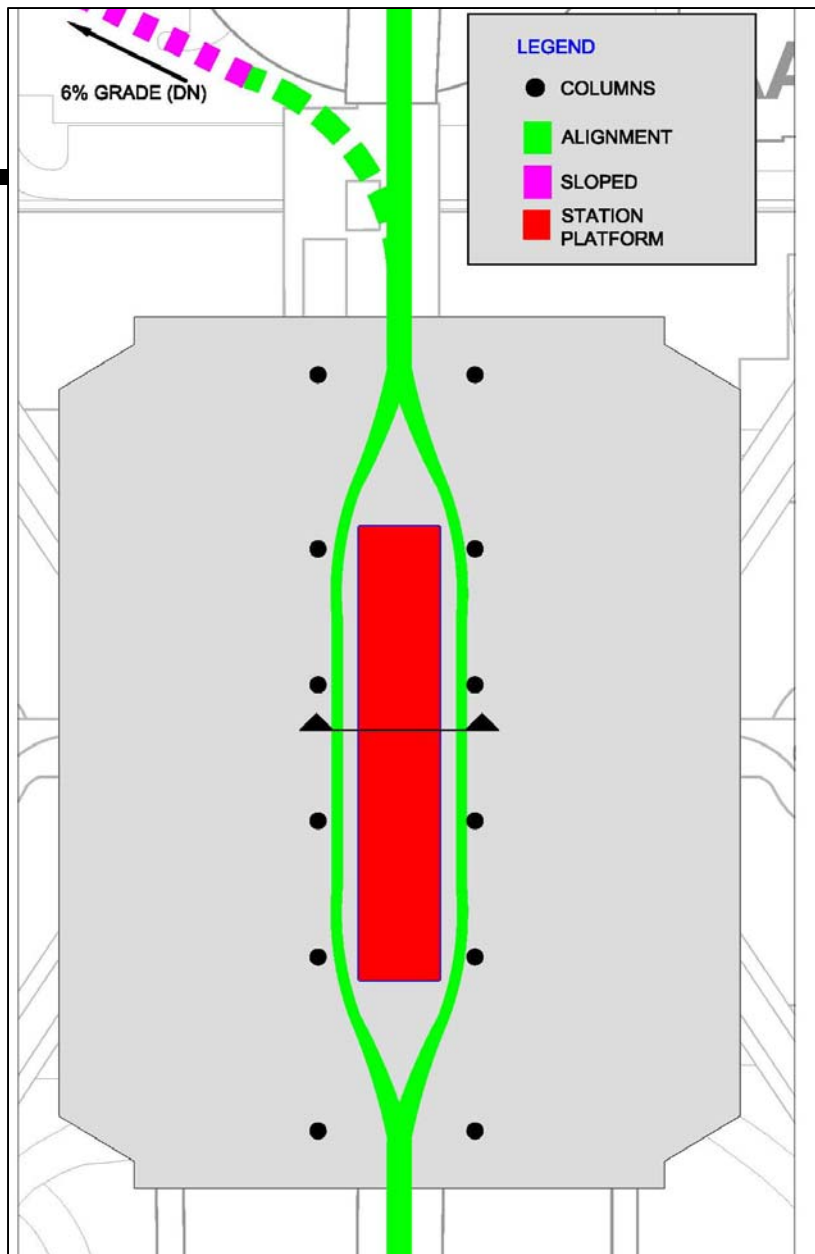 6% GRADE (DN)
LEGEND
COLUMNS
ALIGNMENT
SLOPED
STATION
PLATFORM